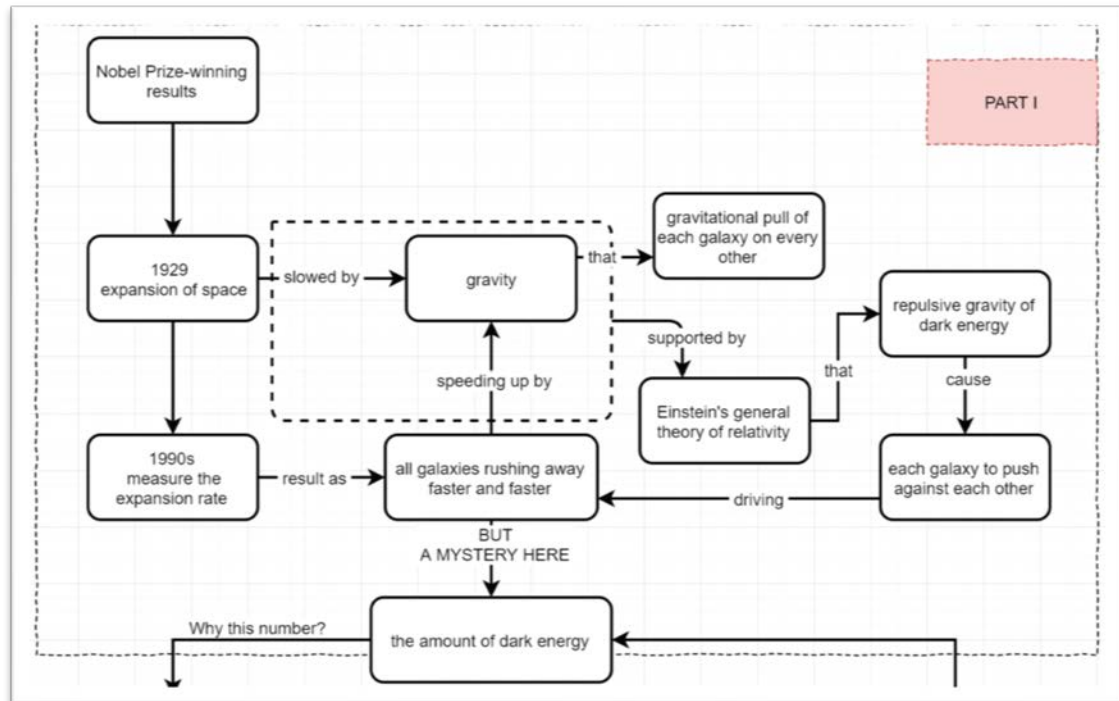 Nobel Prize-winning
results
PART I
gravitational pull of
each galaxy on every
other
1929
expansion of space
slowed by
gravity
that
repulsive gravity of
dark energy
supported by
that
cause
speeding up by
Einstein's general
theory of relativity
1990s
measure the
expansion rate
result as
all galaxies rushing away
faster and faster
driving
each galaxy to push
against each other
BUT
A MYSTERY HERE
Why this number?
the amount of dark energy